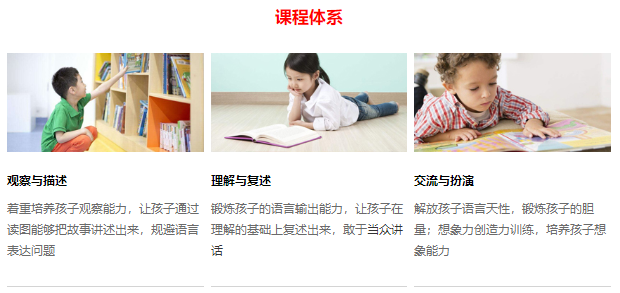 课程体系
观察与描述
着重培养孩子观察能力，让孩子通过
读图能够把故事讲述出来，规避语言
表达问题
理解与复述
锻炼孩子的语言输出能力，让孩子在
理解的基础上复述出来，敢于当众讲
话
交流与扮演
解放孩子语言天性，锻炼孩子的胆
量；想象力创造力训练，培养孩子想
象能力